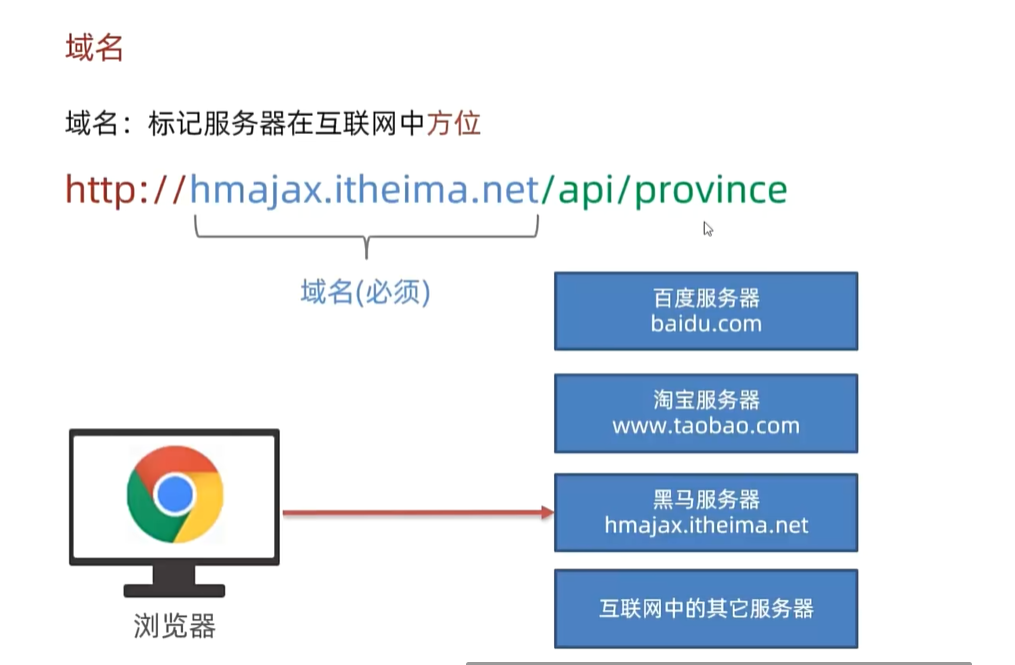 域名
域名：标记服务器在互联网中方位
http://hmajax.itheima.net/api/province
域名(必须)
百度服务器
baidu.com
淘宝服务器
www.taobao.com
黑马服务器
hmajax.itheima.net
互联网中的其它服务器
浏览器